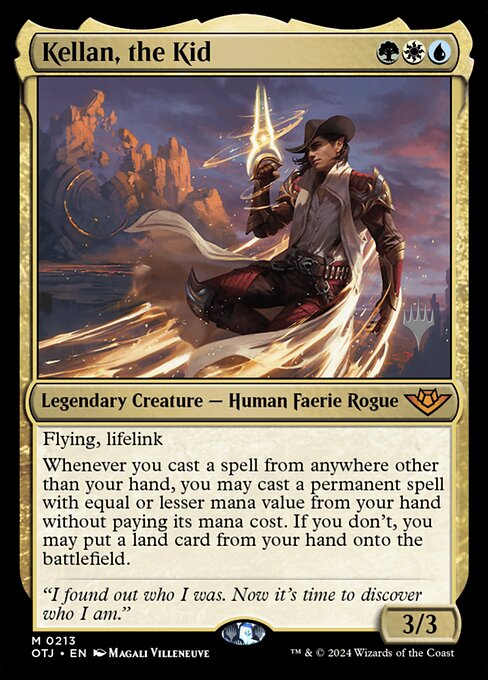 Kellan, the Kid
Legendary Creature — Human Faerie Rogue
Flying, lifelink
Whenever you cast a spell from anywhere other
than your hand, you may cast a permanent spell
with equal or lesser mana value from your hand
without paying its mana cost. If you don't, you
may put a land card from your hand onto the
battlefield.
“I found out who I was. Now it's time to discover
who I am.”
3/3
M 0213
OTJ • EN Magali Villeneuve
™ & © 2024 Wizards of the Coast